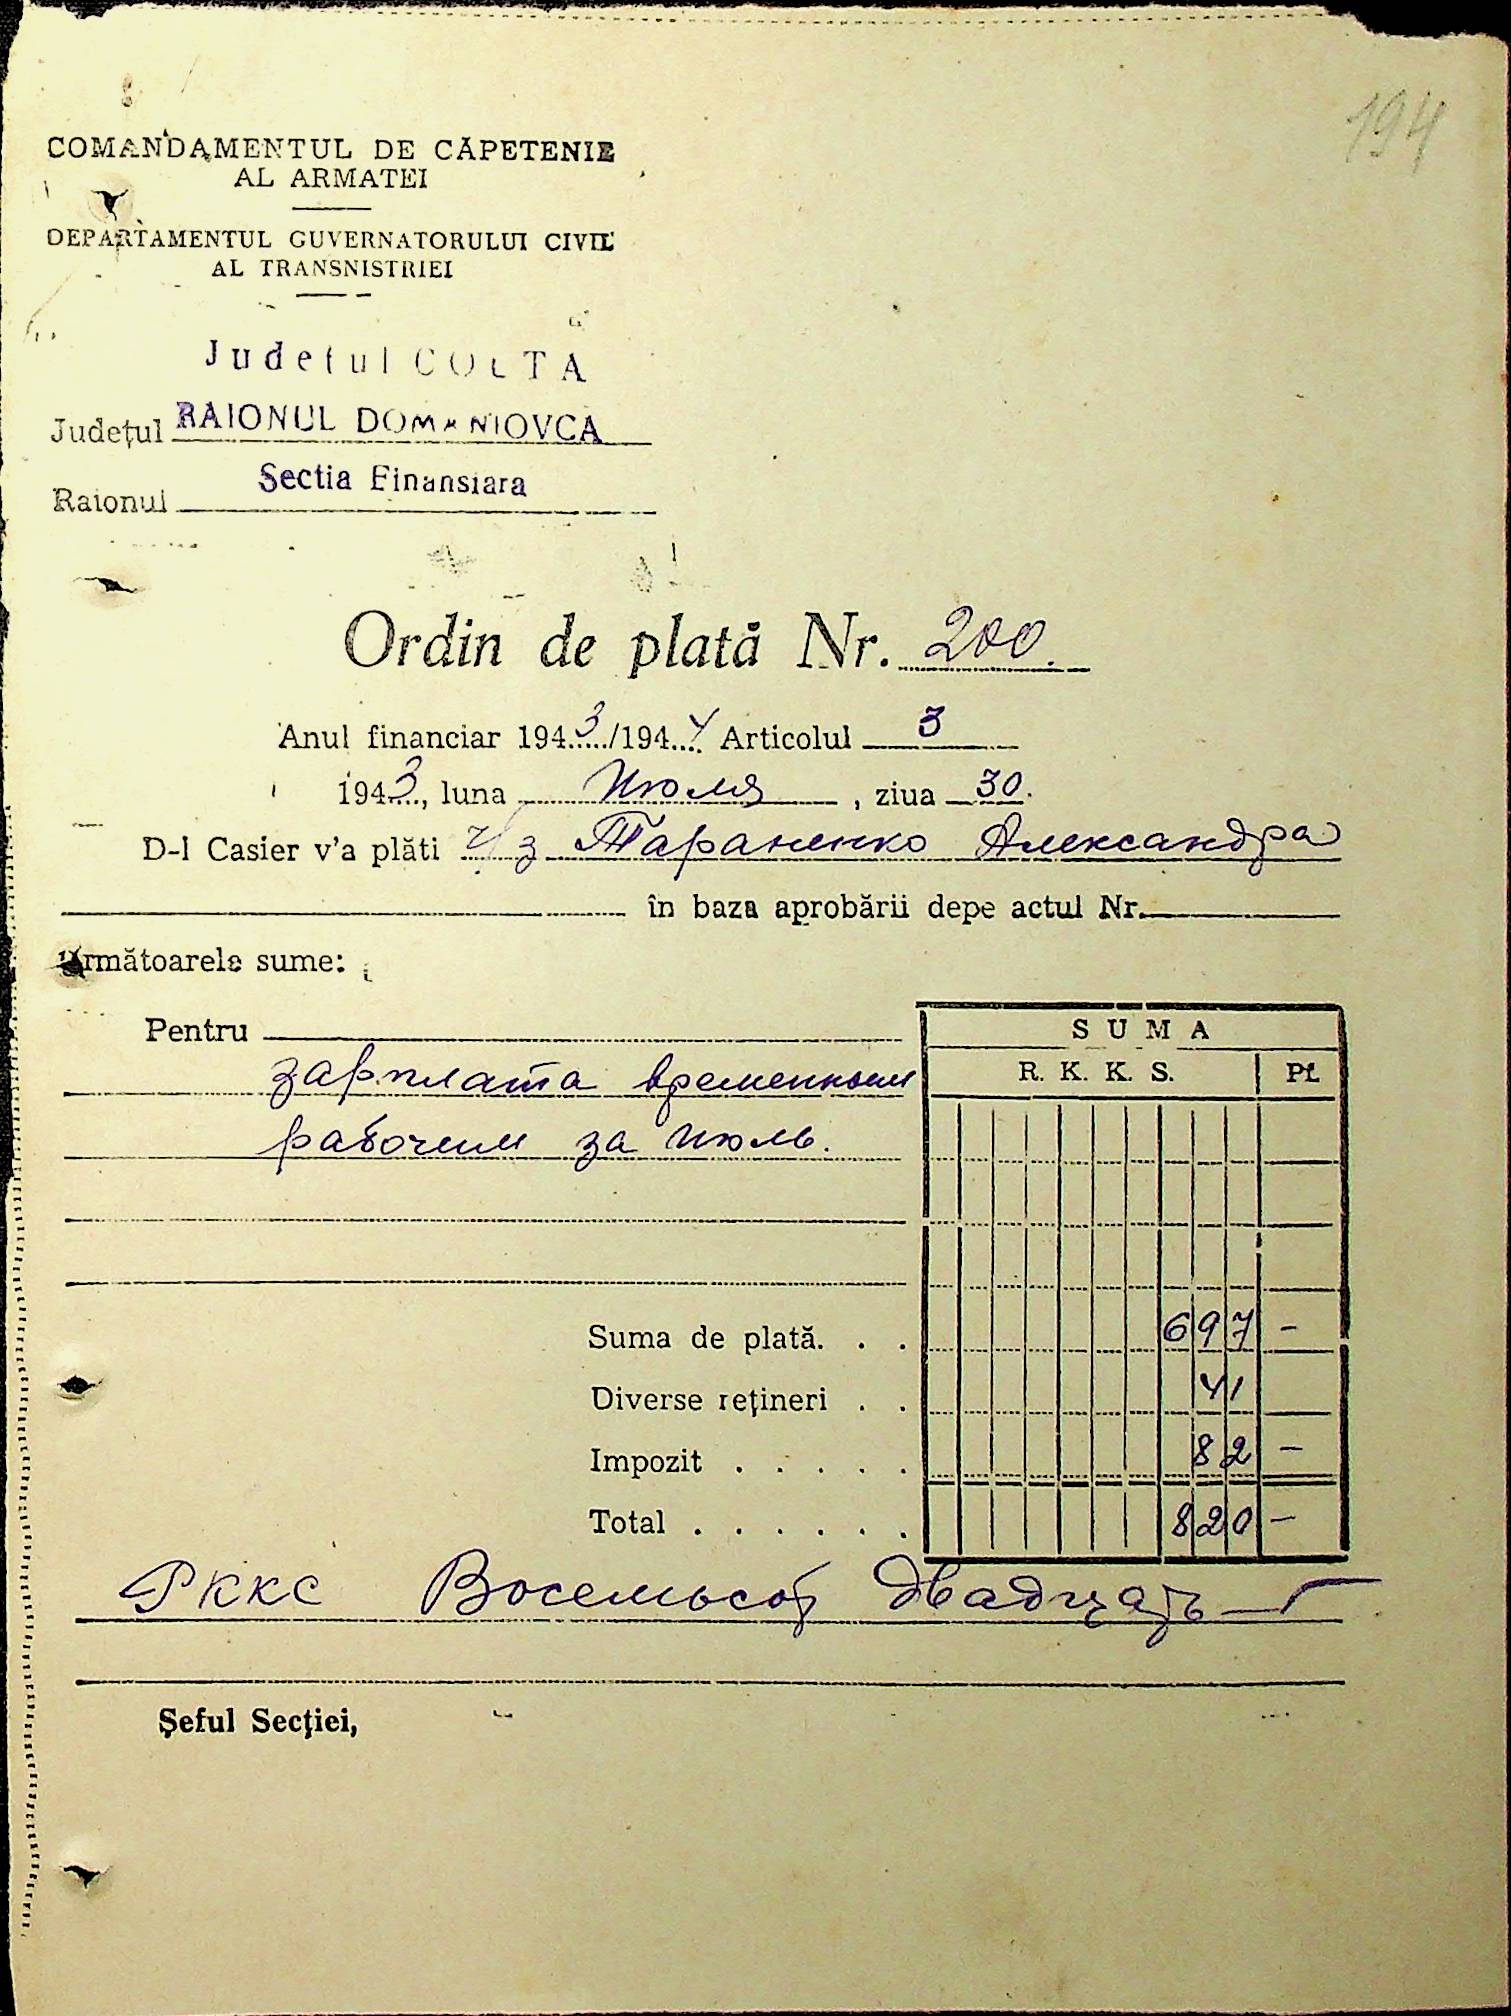 194
COMANDAMENTUL DE CĂPETENIE
AL ARMATEI
DEPARTAMENTUL GUVERNATORULUI CIVIL
AL TRANSNISTRIEI
Judetul COLTA
Județul RAIONUL DOMANIOVCA
Sectia Finansiara
Raionul
Ordin de plată Nr. 200.
Anul financiar 1943/1944 Articolul 3
1943, luna Июля, ziua 30.
D-l Casier v'a plăti ч/з Тараненко Александра
în baza aprobării depe actul Nr.
Următoarele sume:
Pentru
зарплата временным
рабочим за июль.
SUMA
R. K. K. S. Pf.
Suma de plată. . . 697 —
Diverse rețineri . . 41
Impozit . . . . . 82 —
Total . . . . . . 820 —
РККС Восемьсот двадцать —
Șeful Secției,